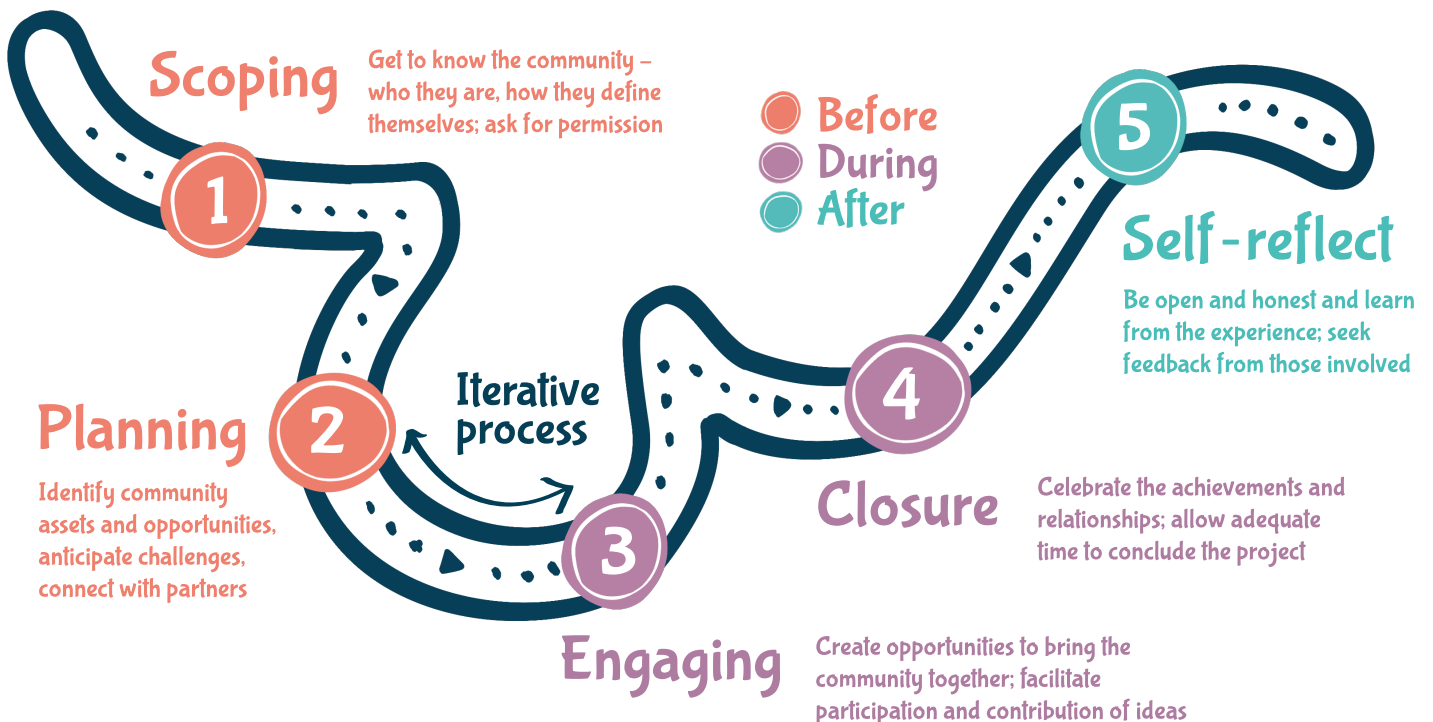 Scoping
Get to know the community –
who they are, how they define
themselves; ask for permission
Before
During
After
1
2
3
4
5
Self-reflect
Be open and honest and learn
from the experience; seek
feedback from those involved
Iterative
process
Planning
Identify community
assets and opportunities,
anticipate challenges,
connect with partners
Closure
Celebrate the achievements and
relationships; allow adequate
time to conclude the project
Engaging
Create opportunities to bring the
community together; facilitate
participation and contribution of ideas